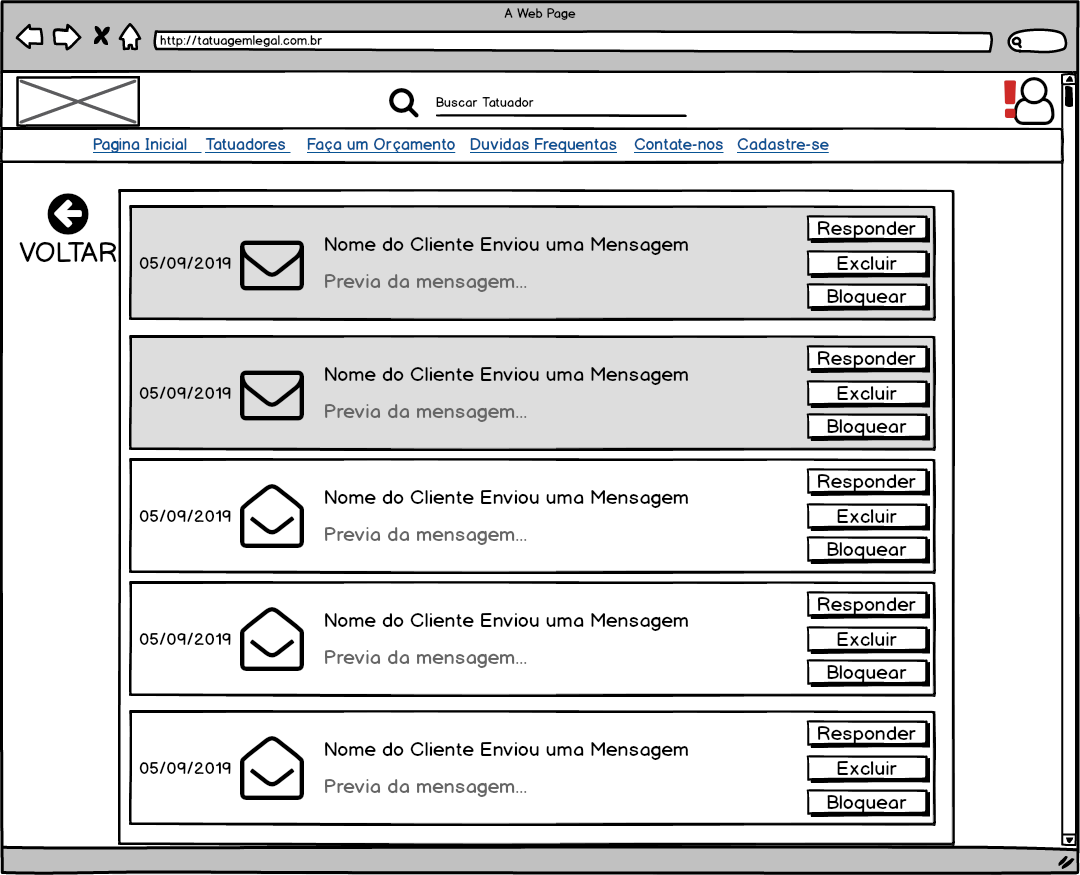 A Web Page
http://tatuagemlegal.com.br
Buscar Tatuador
Pagina Inicial Tatuadores Faça um Orçamento Duvidas Frequentas Contate-nos Cadastre-se
VOLTAR
05/09/2019
Nome do Cliente Enviou uma Mensagem
Previa da mensagem...
Responder
Excluir
Bloquear
05/09/2019
Nome do Cliente Enviou uma Mensagem
Previa da mensagem...
Responder
Excluir
Bloquear
05/09/2019
Nome do Cliente Enviou uma Mensagem
Previa da mensagem...
Responder
Excluir
Bloquear
05/09/2019
Nome do Cliente Enviou uma Mensagem
Previa da mensagem...
Responder
Excluir
Bloquear
05/09/2019
Nome do Cliente Enviou uma Mensagem
Previa da mensagem...
Responder
Excluir
Bloquear